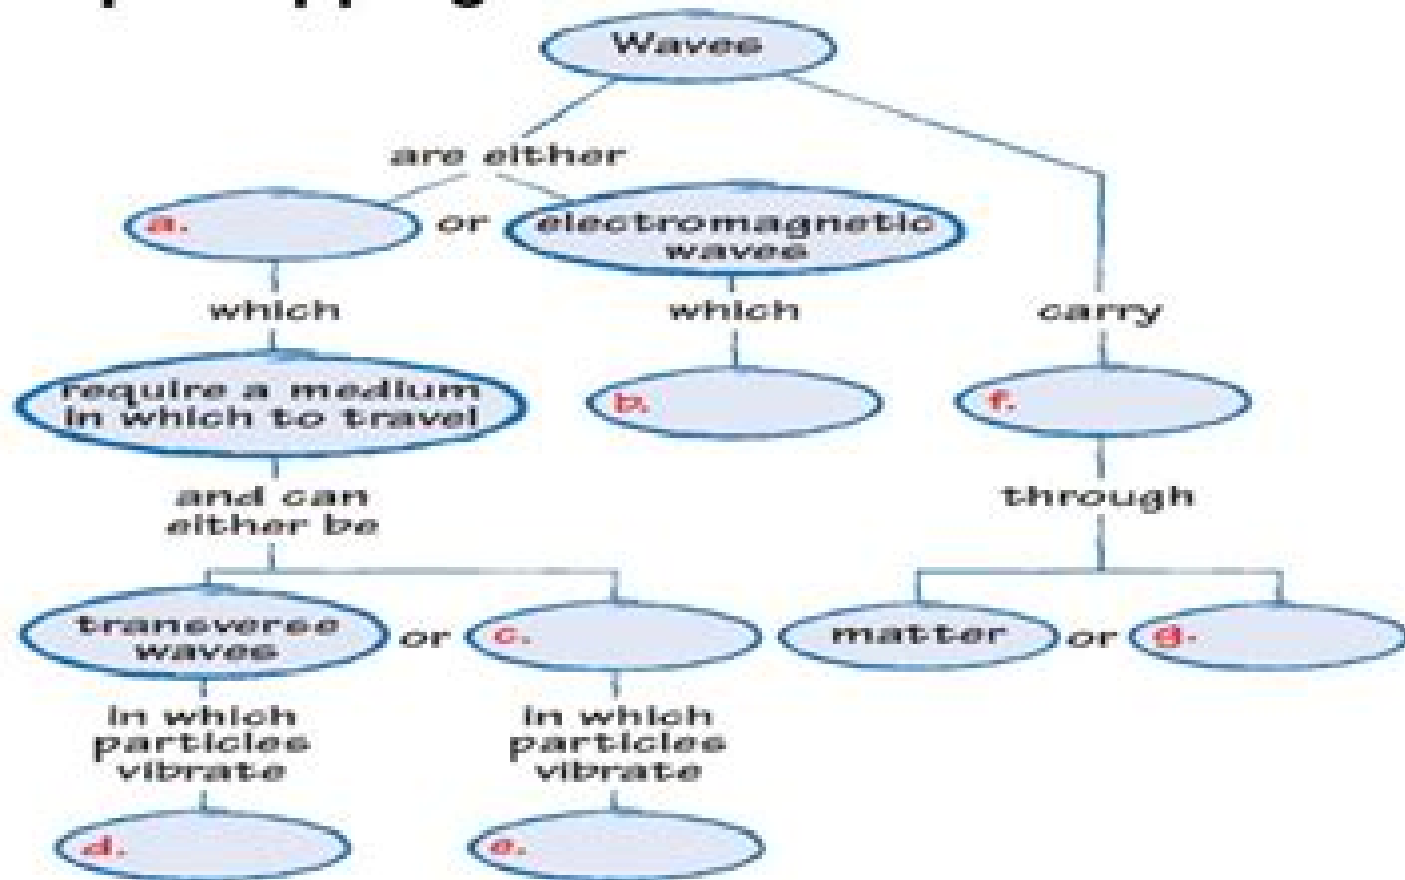 Waves
are either
a.
or
electromagnetic
waves
which
which
carry
require a medium
in which to travel
b.
f.
and can
either be
through
transverse
waves
or
c.
matter
or
g.
in which
particles
vibrate
in which
particles
vibrate
d.
e.